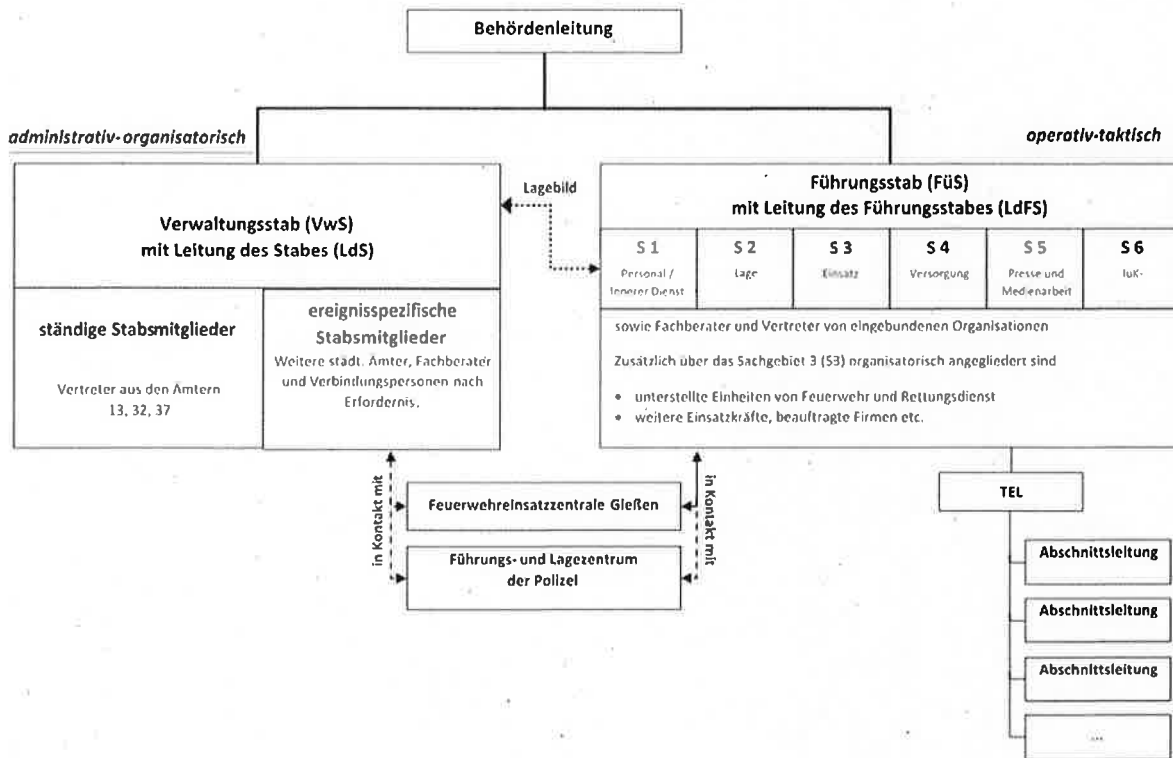 Behördenleitung
administrativ-organisatorisch
operativ-taktisch
Verwaltungsstab (VwS)
mit Leitung des Stabes (LdS)
Lagebild
Führungsstab (FüS)
mit Leitung des Führungsstabes (LdFS)
S 1
Personal /
Innerer Dienst
S 2
Lage
S 3
Einsatz
S 4
Versorgung
S 5
Presse und
Medienarbeit
S 6
IuK-
ständige Stabsmitglieder
Vertreter aus den Ämtern
13, 32, 37
ereignisspezifische
Stabsmitglieder
Weitere städt. Ämter, Fachberater
und Verbindungspersonen nach
Erfordernis.
sowie Fachberater und Vertreter von eingebundenen Organisationen
Zusätzlich über das Sachgebiet 3 (S3) organisatorisch angegliedert sind
• unterstellte Einheiten von Feuerwehr und Rettungsdienst
• weitere Einsatzkräfte, beauftragte Firmen etc.
in Kontakt mit
Feuerwehreinsatzzentrale Gießen
Führungs- und Lagezentrum
der Polizei
in Kontakt mit
TEL
Abschnittsleitung
Abschnittsleitung
Abschnittsleitung
...